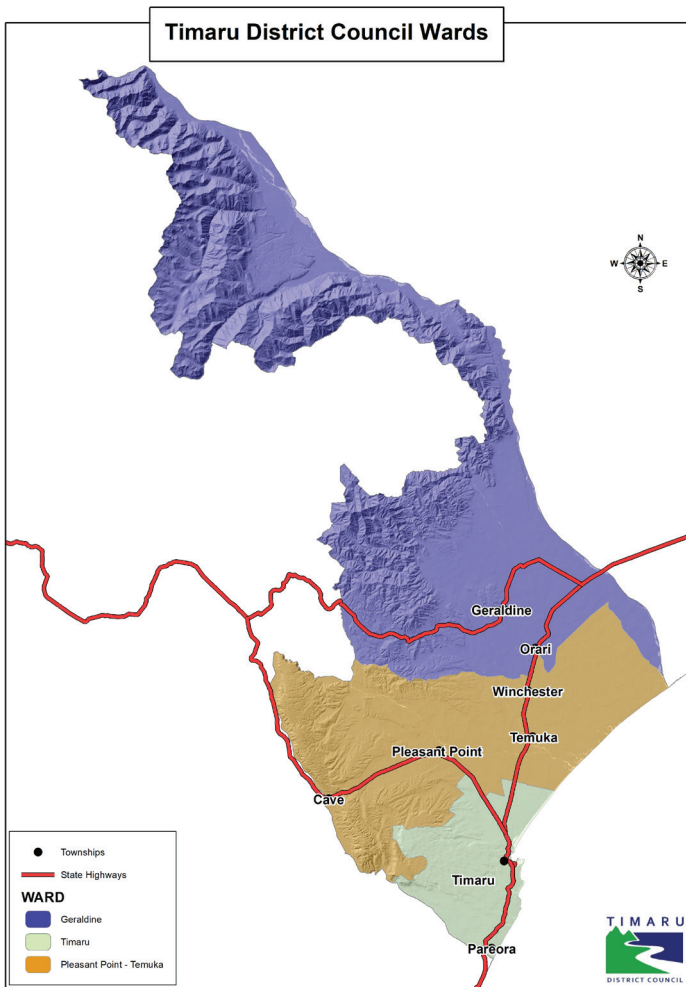 Timaru District Council Wards
N
W E
S
Geraldine
Orari
Winchester
Temuka
Pleasant Point
Cave
Timaru
Pareora
Townships
State Highways
WARD
Geraldine
Timaru
Pleasant Point - Temuka
TIMARU
DISTRICT COUNCIL